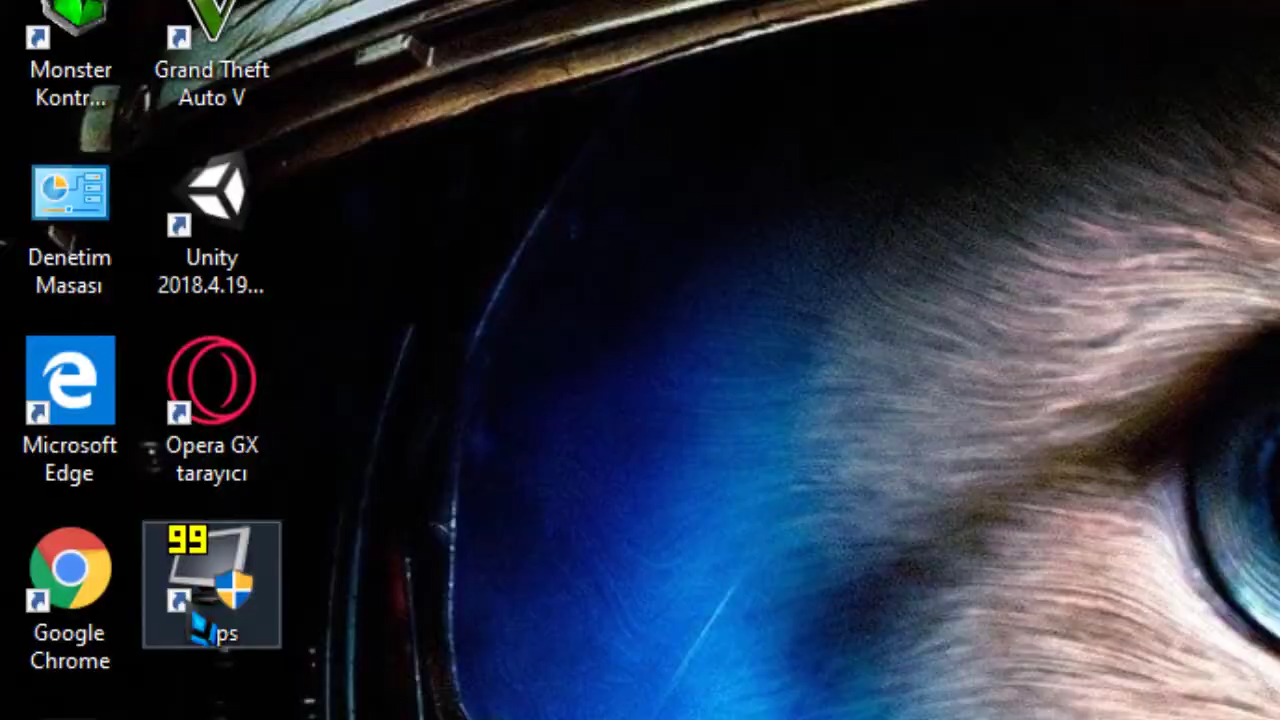 Monster
Kontr...
Grand Theft
Auto V
Denetim
Masası
Unity
2018.4.19...
Microsoft
Edge
Opera GX
tarayıcı
Google
Chrome
99